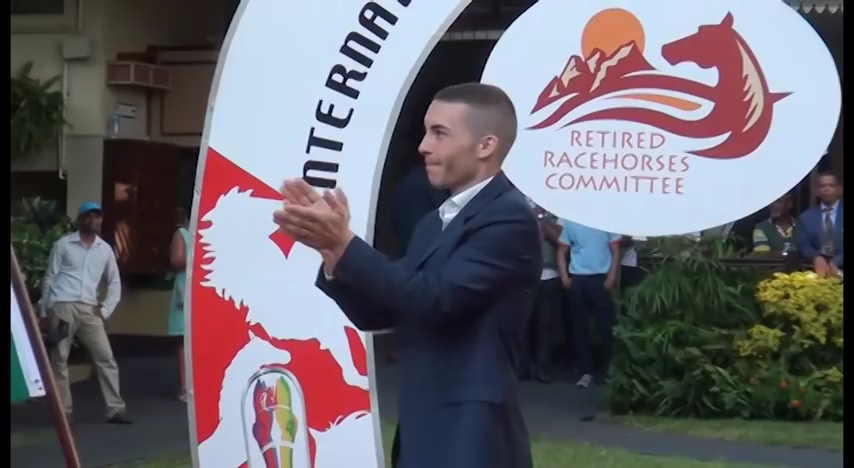 INTERNA
RETIRED
RACEHORSES
COMMITTEE